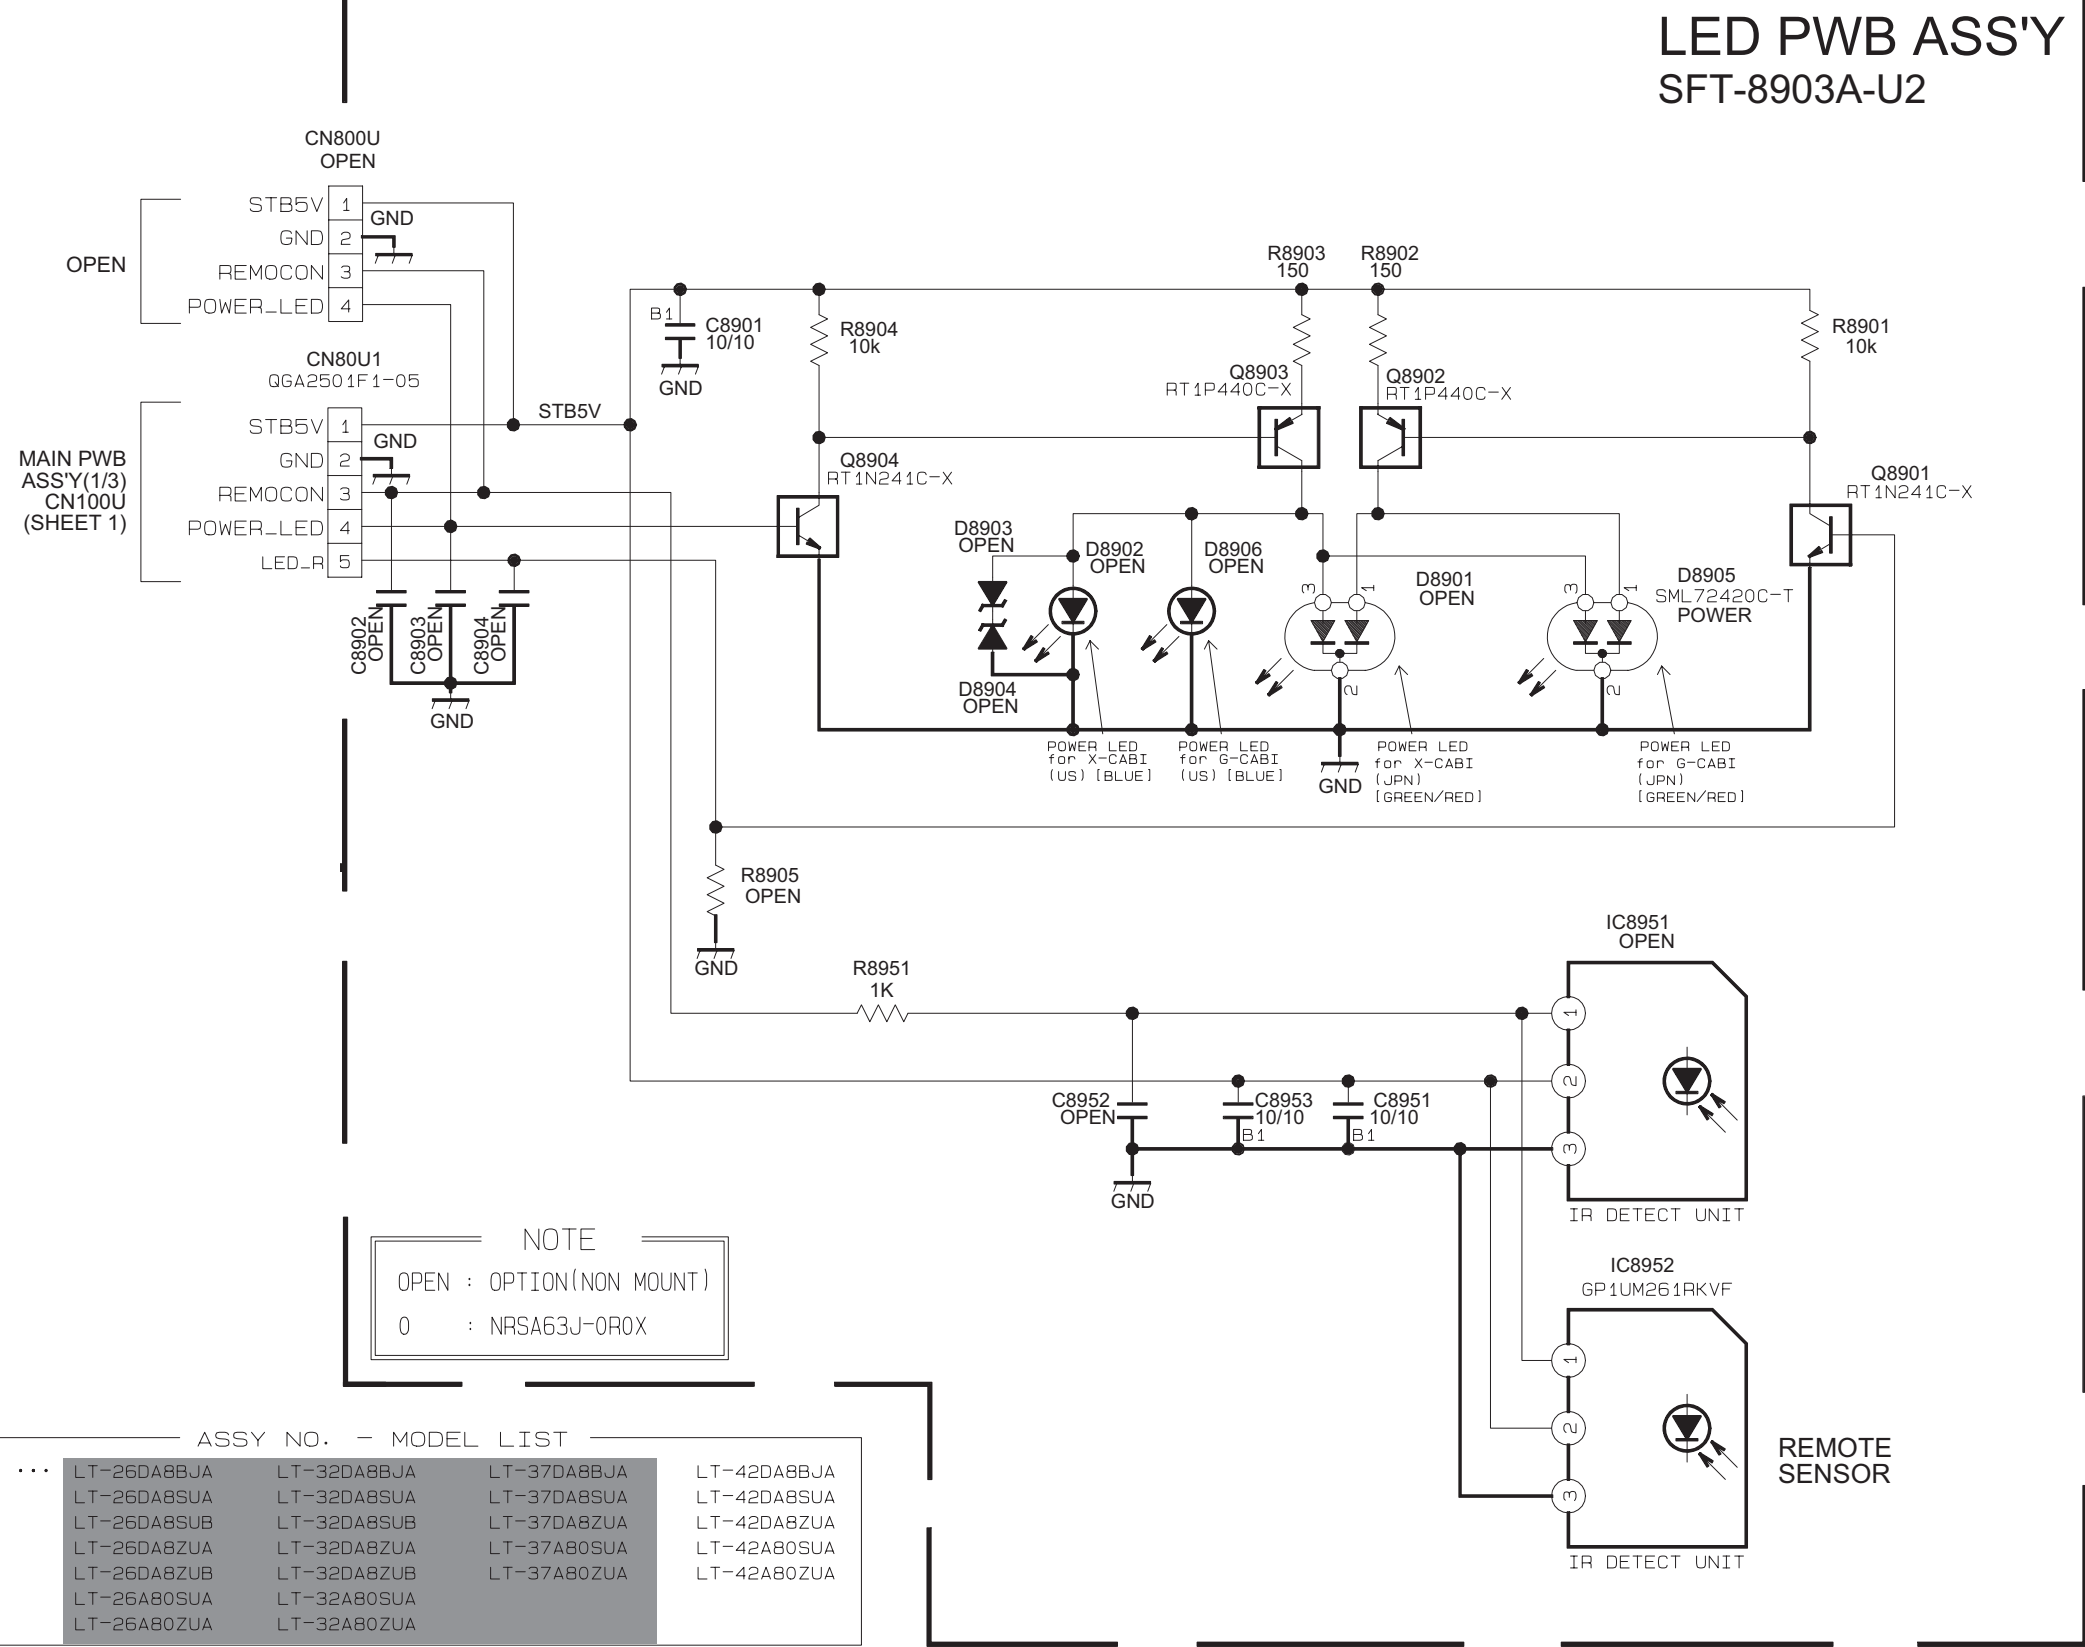 LED PWB ASS'Y
SFT-8903A-U2
CN800U
OPEN
STB5V 1
GND
GND 2
OPEN
REMOCON 3
POWER_LED 4
CN80U1
QGA2501F1-05
STB5V 1
STB5V
GND
GND 2
REMOCON 3
POWER_LED 4
LED_R 5
MAIN PWB
ASS'Y(1/3)
CN100U
(SHEET 1)
C8902
OPEN
C8903
OPEN
C8904
OPEN
GND
B1
C8901
10/10
GND
R8904
10k
R8903
150
R8902
150
R8901
10k
Q8903
RT1P440C-X
Q8902
RT1P440C-X
Q8904
RT1N241C-X
Q8901
RT1N241C-X
D8903
OPEN
D8902
OPEN
D8906
OPEN
3
1
D8901
OPEN
3
1
D8905
SML72420C-T
POWER
D8904
OPEN
2
2
POWER LED
for X-CABI
(US) [BLUE]
POWER LED
for G-CABI
(US) [BLUE]
GND
POWER LED
for X-CABI
(JPN)
[GREEN/RED]
POWER LED
for G-CABI
(JPN)
[GREEN/RED]
R8905
OPEN
GND
R8951
1K
IC8951
OPEN
1
2
3
C8952
OPEN
C8953
10/10
B1
C8951
10/10
B1
GND
IR DETECT UNIT
IC8952
GP1UM261RKVF
1
2
3
REMOTE
SENSOR
IR DETECT UNIT
NOTE
OPEN : OPTION(NON MOUNT)
0 : NRSA63J-0R0X
ASSY NO. - MODEL LIST
... LT-26DA8BJA LT-32DA8BJA LT-37DA8BJA LT-42DA8BJA
LT-26DA8SUA LT-32DA8SUA LT-37DA8SUA LT-42DA8SUA
LT-26DA8SUB LT-32DA8SUB LT-37DA8ZUA LT-42DA8ZUA
LT-26DA8ZUA LT-32DA8ZUA LT-37A80SUA LT-42A80SUA
LT-26DA8ZUB LT-32DA8ZUB LT-37A80ZUA LT-42A80ZUA
LT-26A80SUA LT-32A80SUA
LT-26A80ZUA LT-32A80ZUA